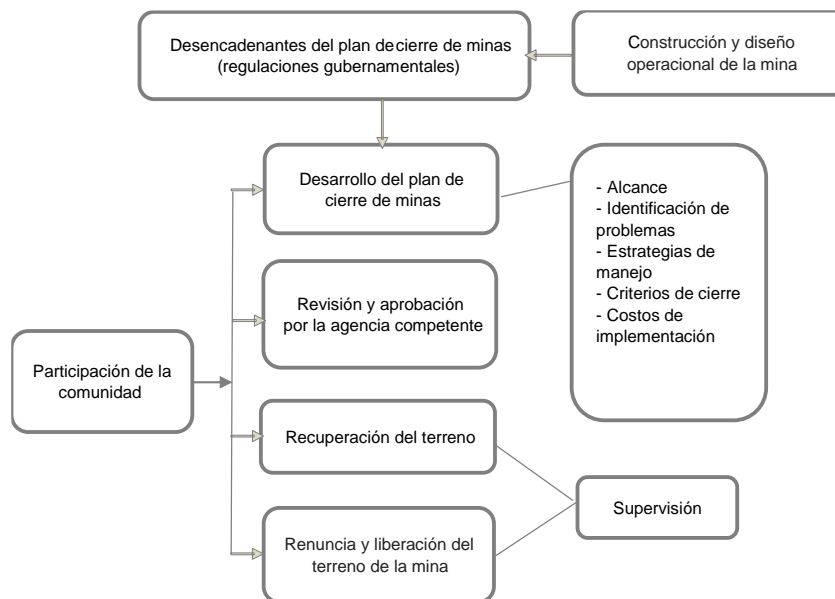 Desencadenantes del plan de cierre de minas
(regulaciones gubernamentales)
Construcción y diseño
operacional de la mina
Desarrollo del plan de
cierre de minas
- Alcance
- Identificación de
problemas
- Estrategias de
manejo
- Criterios de cierre
- Costos de
implementación
Revisión y aprobación
por la agencia competente
Participación de la
comunidad
Recuperación del terreno
Supervisión
Renuncia y liberación del
terreno de la mina